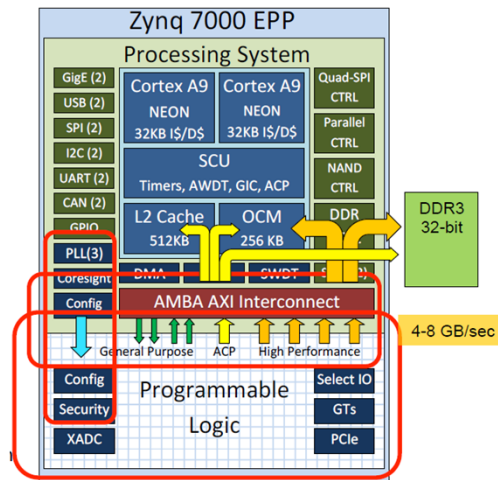 Zynq 7000 EPP
Processing System
GigE (2)
USB (2)
SPI (2)
I2C (2)
UART (2)
CAN (2)
GPIO
PLL(3)
Coresight
Config
Cortex A9
NEON
32KB I$/D$
Cortex A9
NEON
32KB I$/D$
SCU
Timers, AWDT, GIC, ACP
L2 Cache
512KB
OCM
256 KB
Quad-SPI
CTRL
Parallel
CTRL
NAND
CTRL
DDR
DMA
SWDT
AMBA AXI Interconnect
DDR3
32-bit
4-8 GB/sec
General Purpose
ACP
High Performance
Config
Security
XADC
Programmable
Logic
Select IO
GTs
PCIe